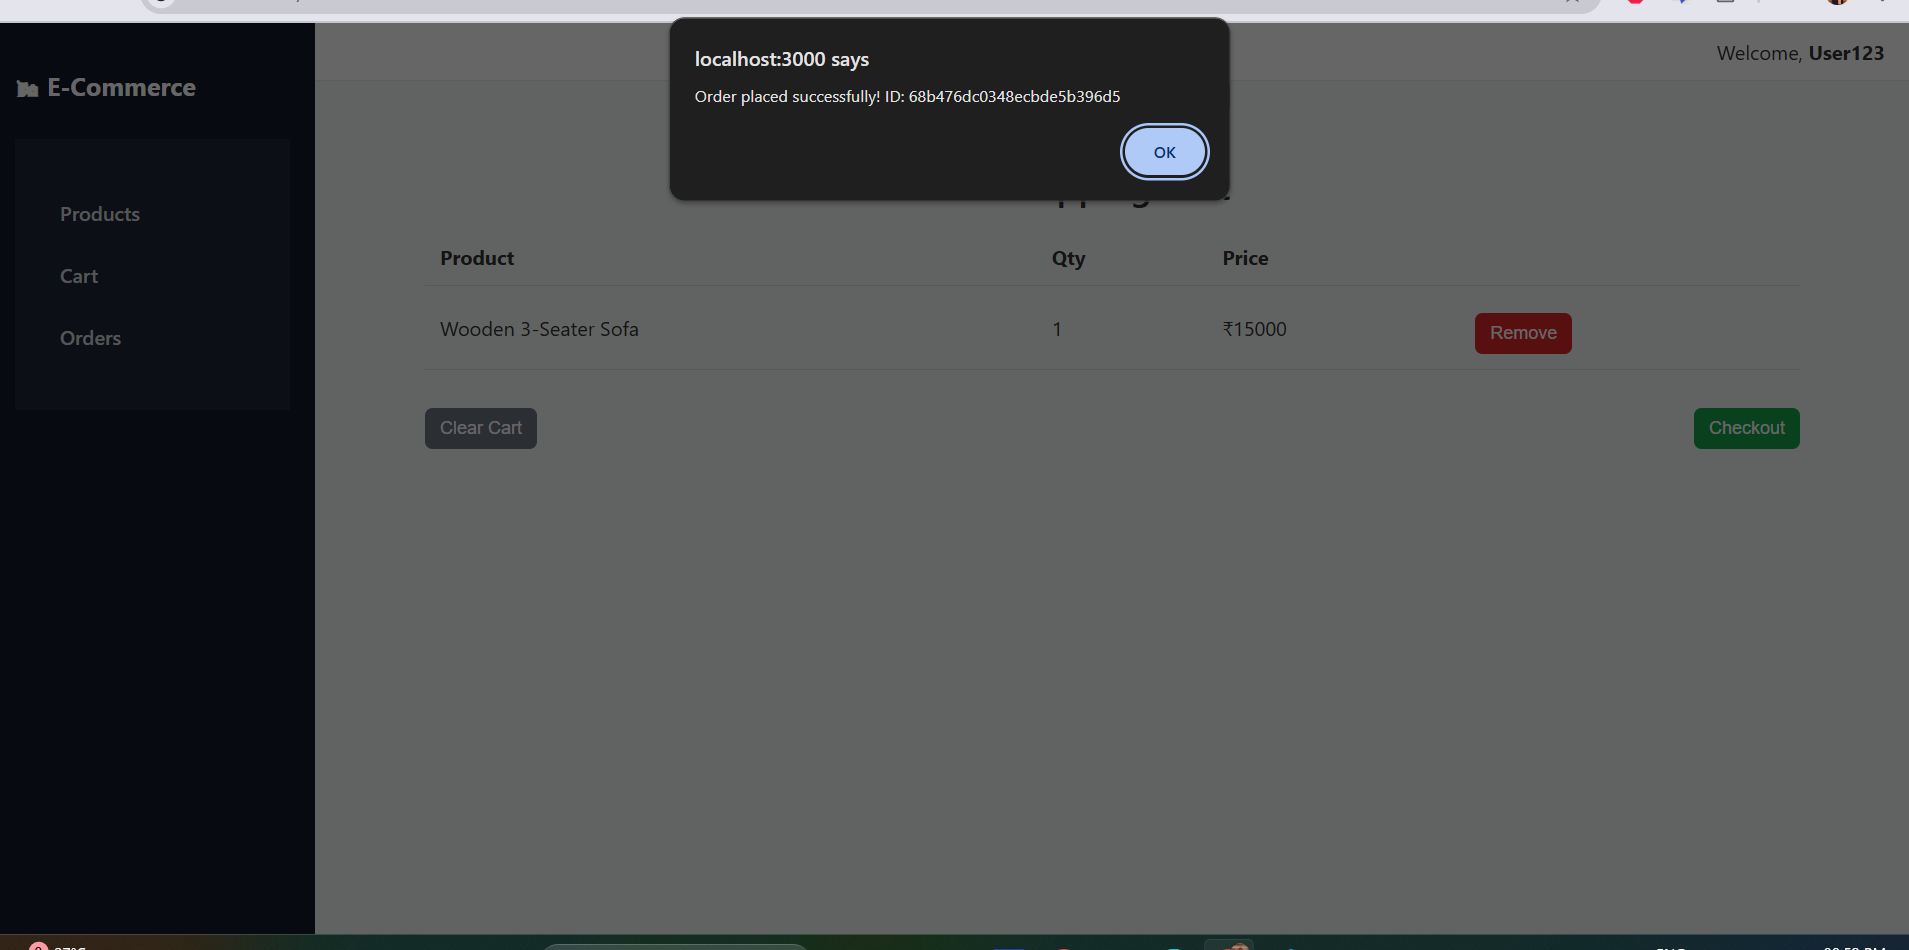 localhost:3000 says
Order placed successfully! ID: 68b476dc0348ecbde5b396d5
OK
Welcome, User123
E-Commerce
Products
Cart
Orders
Product Qty Price
Wooden 3-Seater Sofa 1 ₹15000 Remove
Clear Cart Checkout